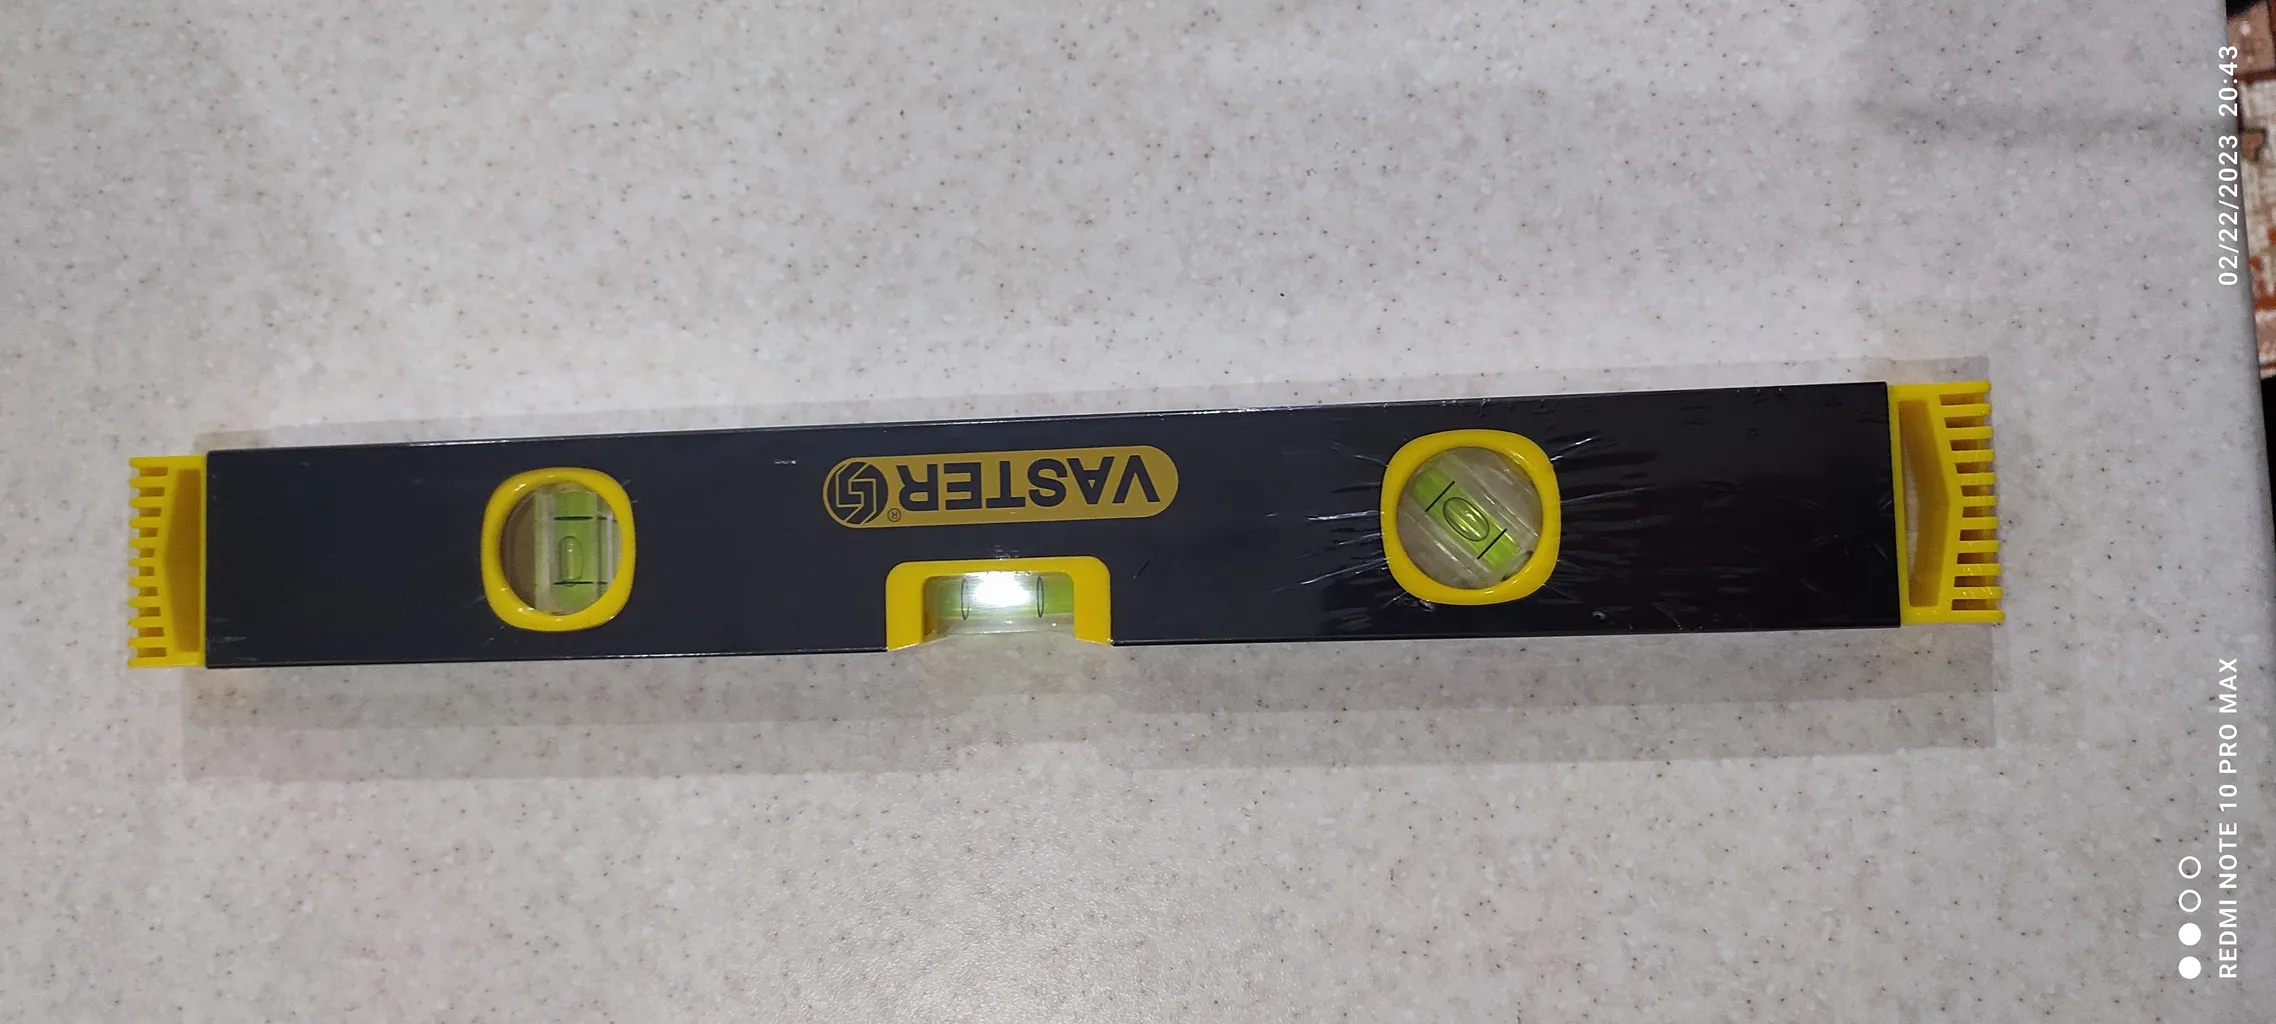 VASTER®
02/22/2023 20:43
REDMI NOTE 10 PRO MAX